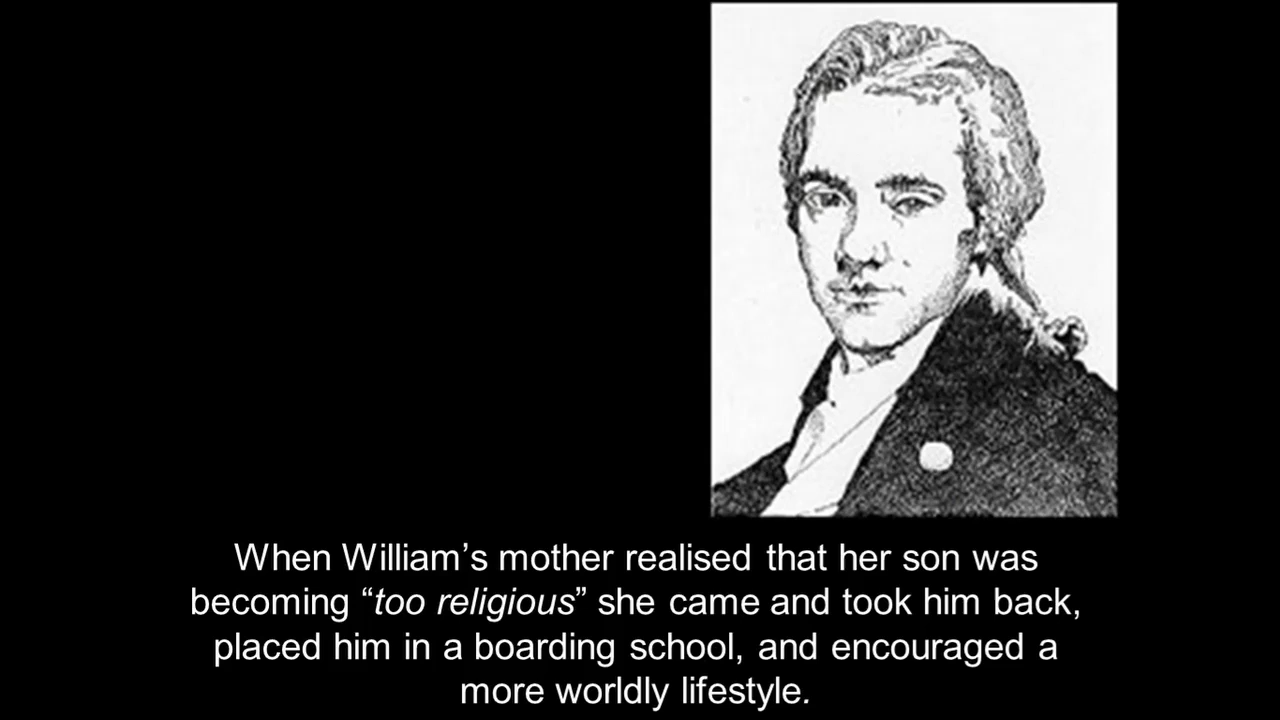 When William’s mother realised that her son was
becoming “too religious” she came and took him back,
placed him in a boarding school, and encouraged a
more worldly lifestyle.